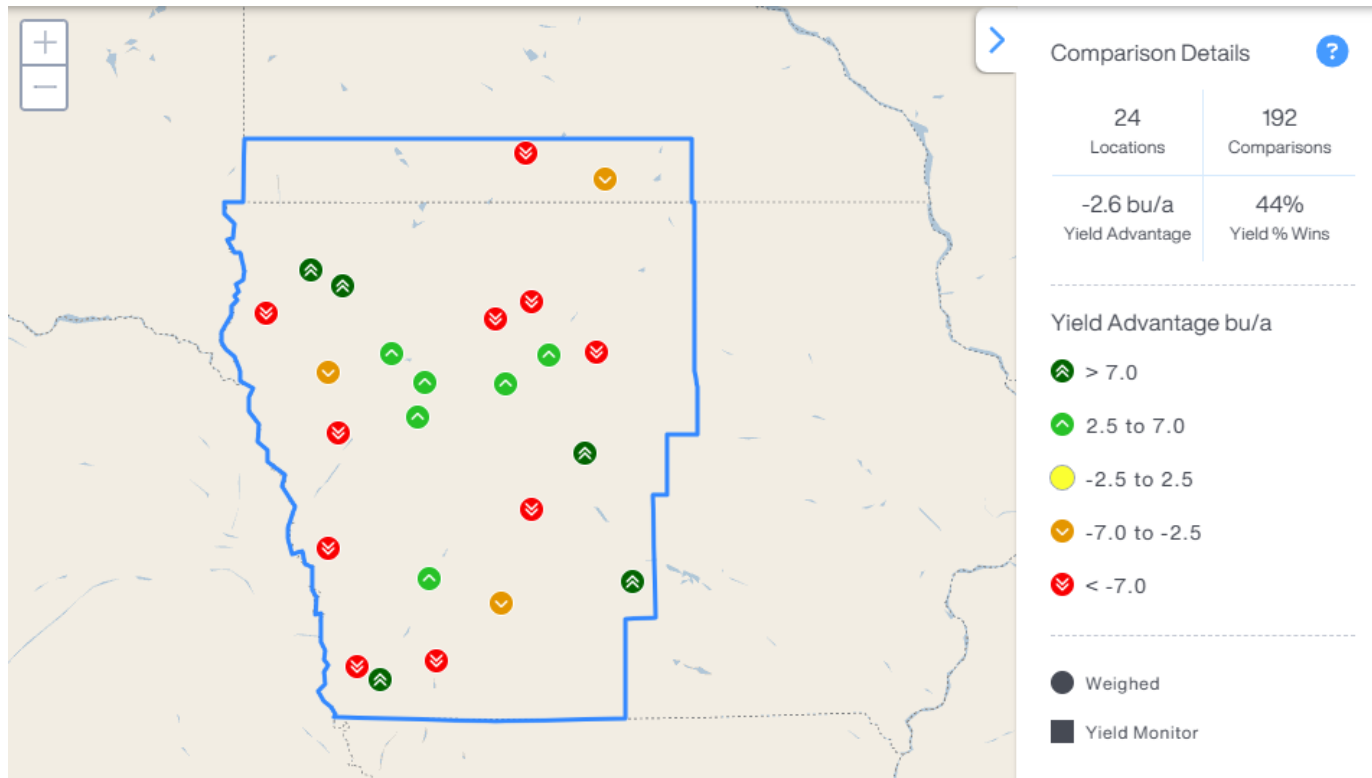 Comparison Details
?
24
Locations
192
Comparisons
-2.6 bu/a
Yield Advantage
44%
Yield % Wins
Yield Advantage bu/a
> 7.0
2.5 to 7.0
-2.5 to 2.5
-7.0 to -2.5
< -7.0
Weighed
Yield Monitor